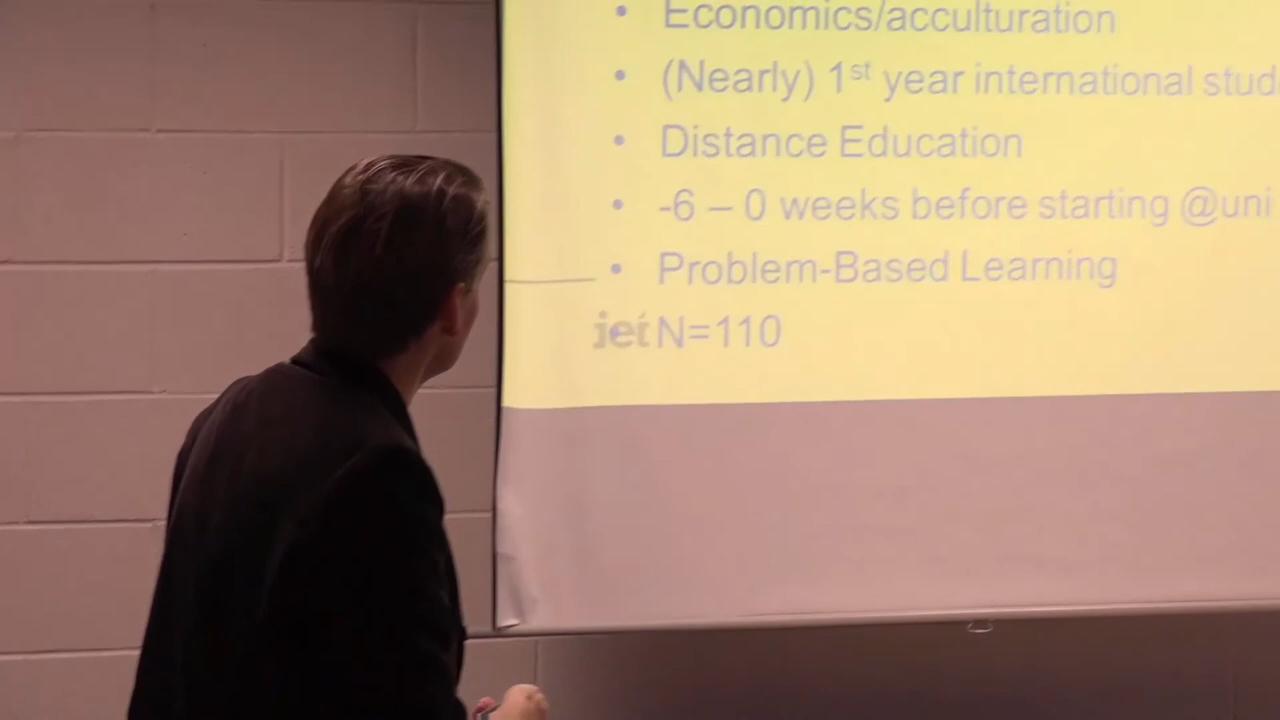 • Economics/acculturation
• (Nearly) 1st year international stud
• Distance Education
• -6 – 0 weeks before starting @uni
• Problem-Based Learning
• N=110